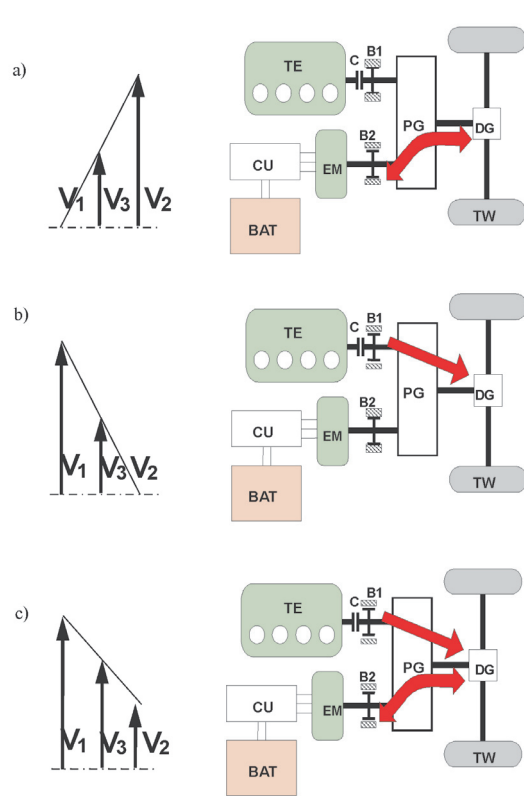 a)
V1 V3 V2
TE
C B1
PG
DG
B2
CU
EM
BAT
TW
b)
V1 V3 V2
TE
C B1
PG
DG
B2
CU
EM
BAT
TW
c)
V1 V3 V2
TE
C B1
PG
DG
B2
CU
EM
BAT
TW